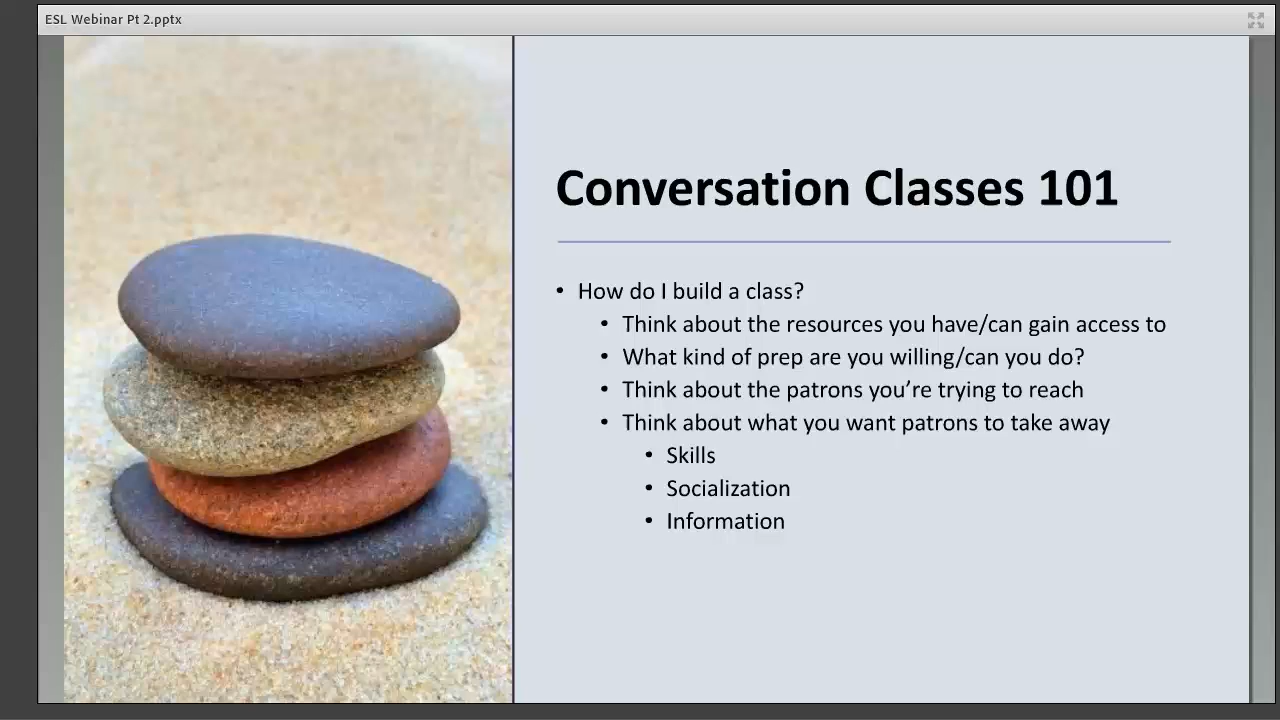 ESL Webinar Pt 2.pptx
Conversation Classes 101
• How do I build a class?
• Think about the resources you have/can gain access to
• What kind of prep are you willing/can you do?
• Think about the patrons you’re trying to reach
• Think about what you want patrons to take away
• Skills
• Socialization
• Information